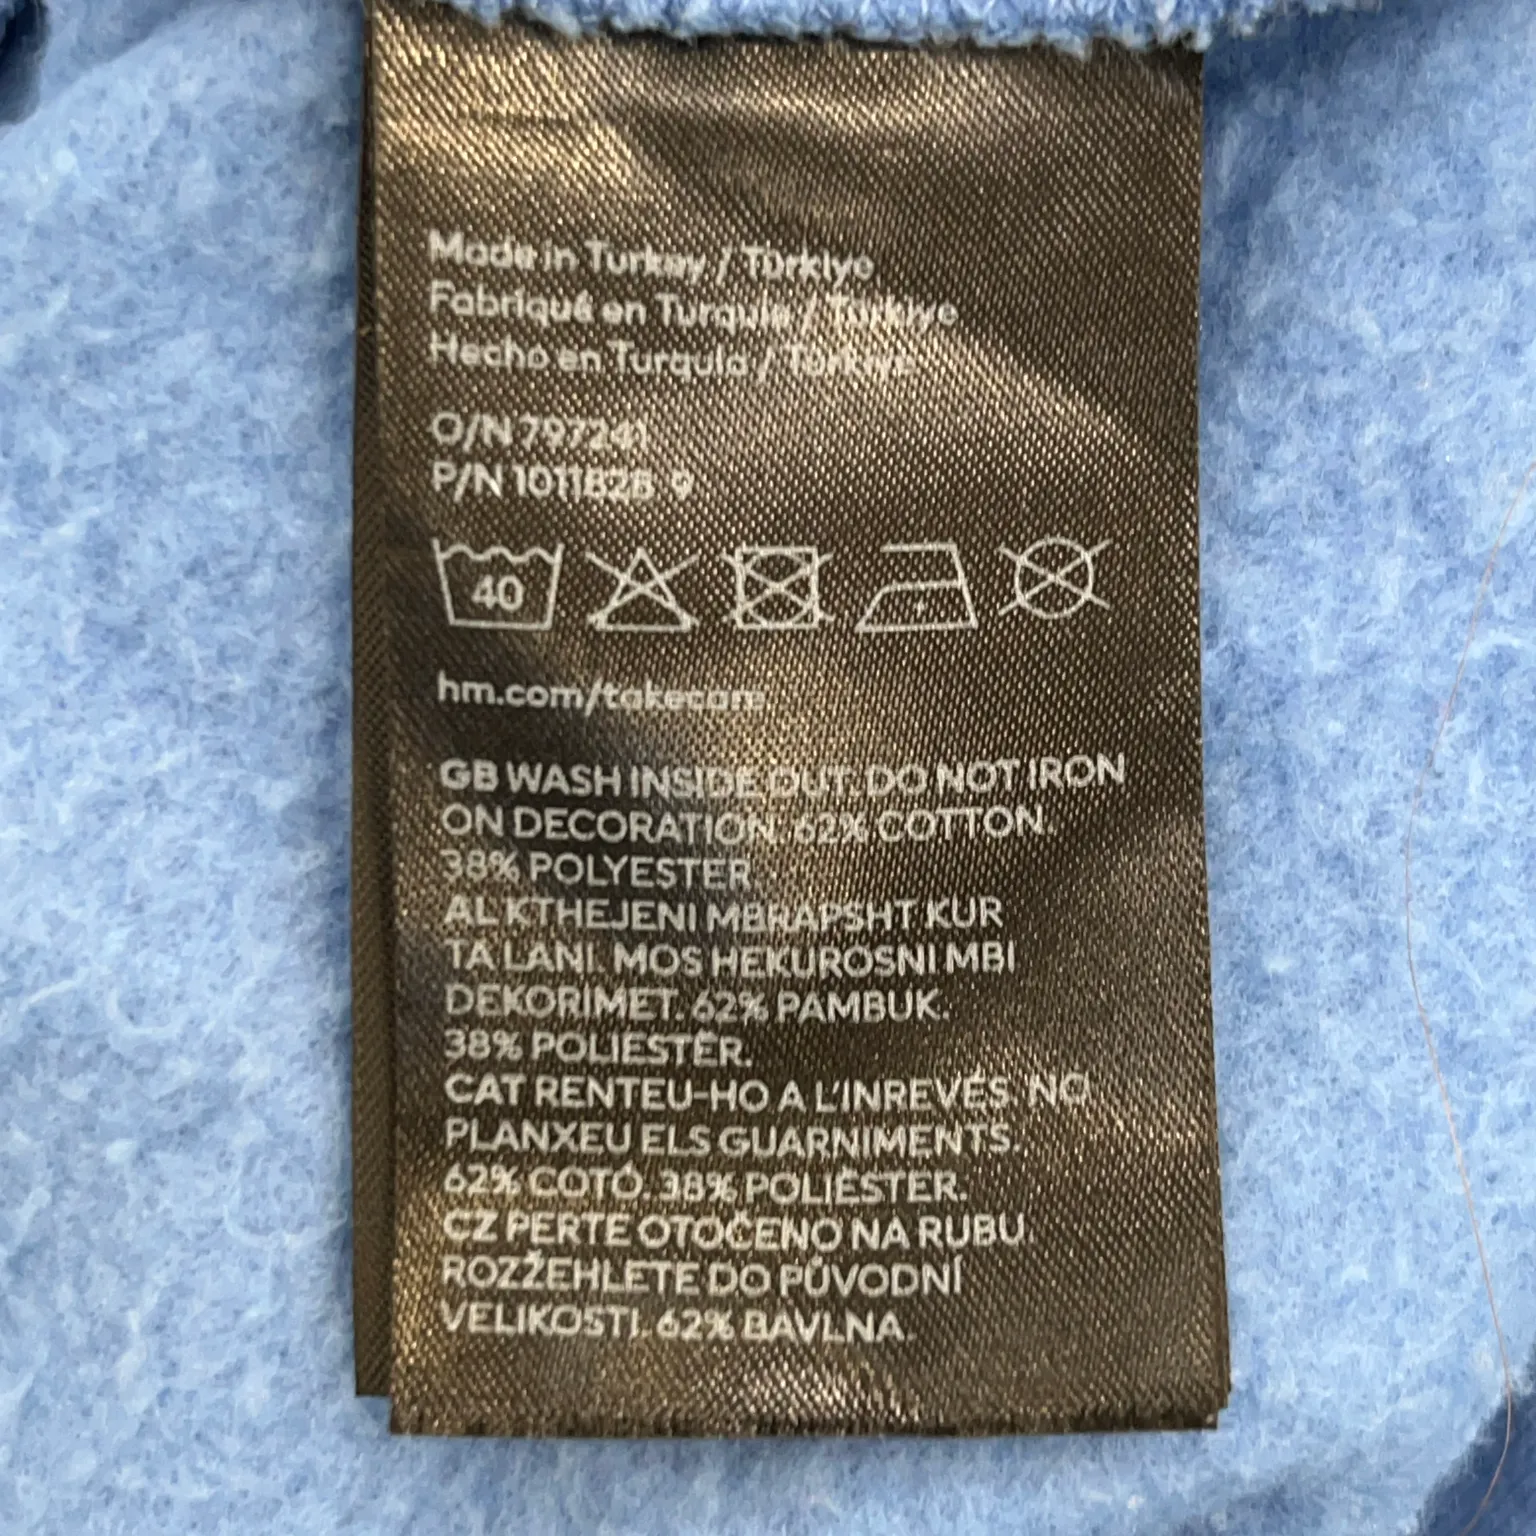 Made in Turkey / Türkiye
Fabriqué en Turquie / Türkiye
Hecho en Turquía / Türkiye
O/N 797241
P/N 1011828 9
40
hm.com/takecare
GB WASH INSIDE OUT. DO NOT IRON
ON DECORATION. 62% COTTON.
38% POLYESTER.
AL KTHEJENI MBRAPSHT KUR
TA LANI. MOS HEKUROSNI MBI
DEKORIMET. 62% PAMBUK.
38% POLIESTËR.
CAT RENTEU-HO A L'INREVÉS. NO
PLANXEU ELS GUARNIMENTS.
62% COTÓ. 38% POLIÈSTER.
CZ PERTE OTOČENO NA RUBU.
ROZŽEHLETE DO PŮVODNÍ
VELIKOSTI. 62% BAVLNA.